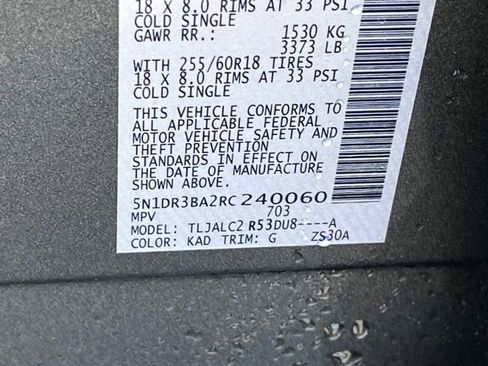 18 X 8.0 RIMS AT 33 PSI
COLD SINGLE
GAWR RR.: 1530 KG
3373 LB
WITH 255/60R18 TIRES
18 X 8.0 RIMS AT 33 PSI
COLD SINGLE
THIS VEHICLE CONFORMS TO
ALL APPLICABLE FEDERAL
MOTOR VEHICLE SAFETY AND
THEFT PREVENTION
STANDARDS IN EFFECT ON
THE DATE OF MANUFACTURE
SHOWN ABOVE.
5N1DR3BA2RC240060
MPV 703
MODEL: TLJALC2 R53DU8----A
COLOR: KAD TRIM: G ZS30A